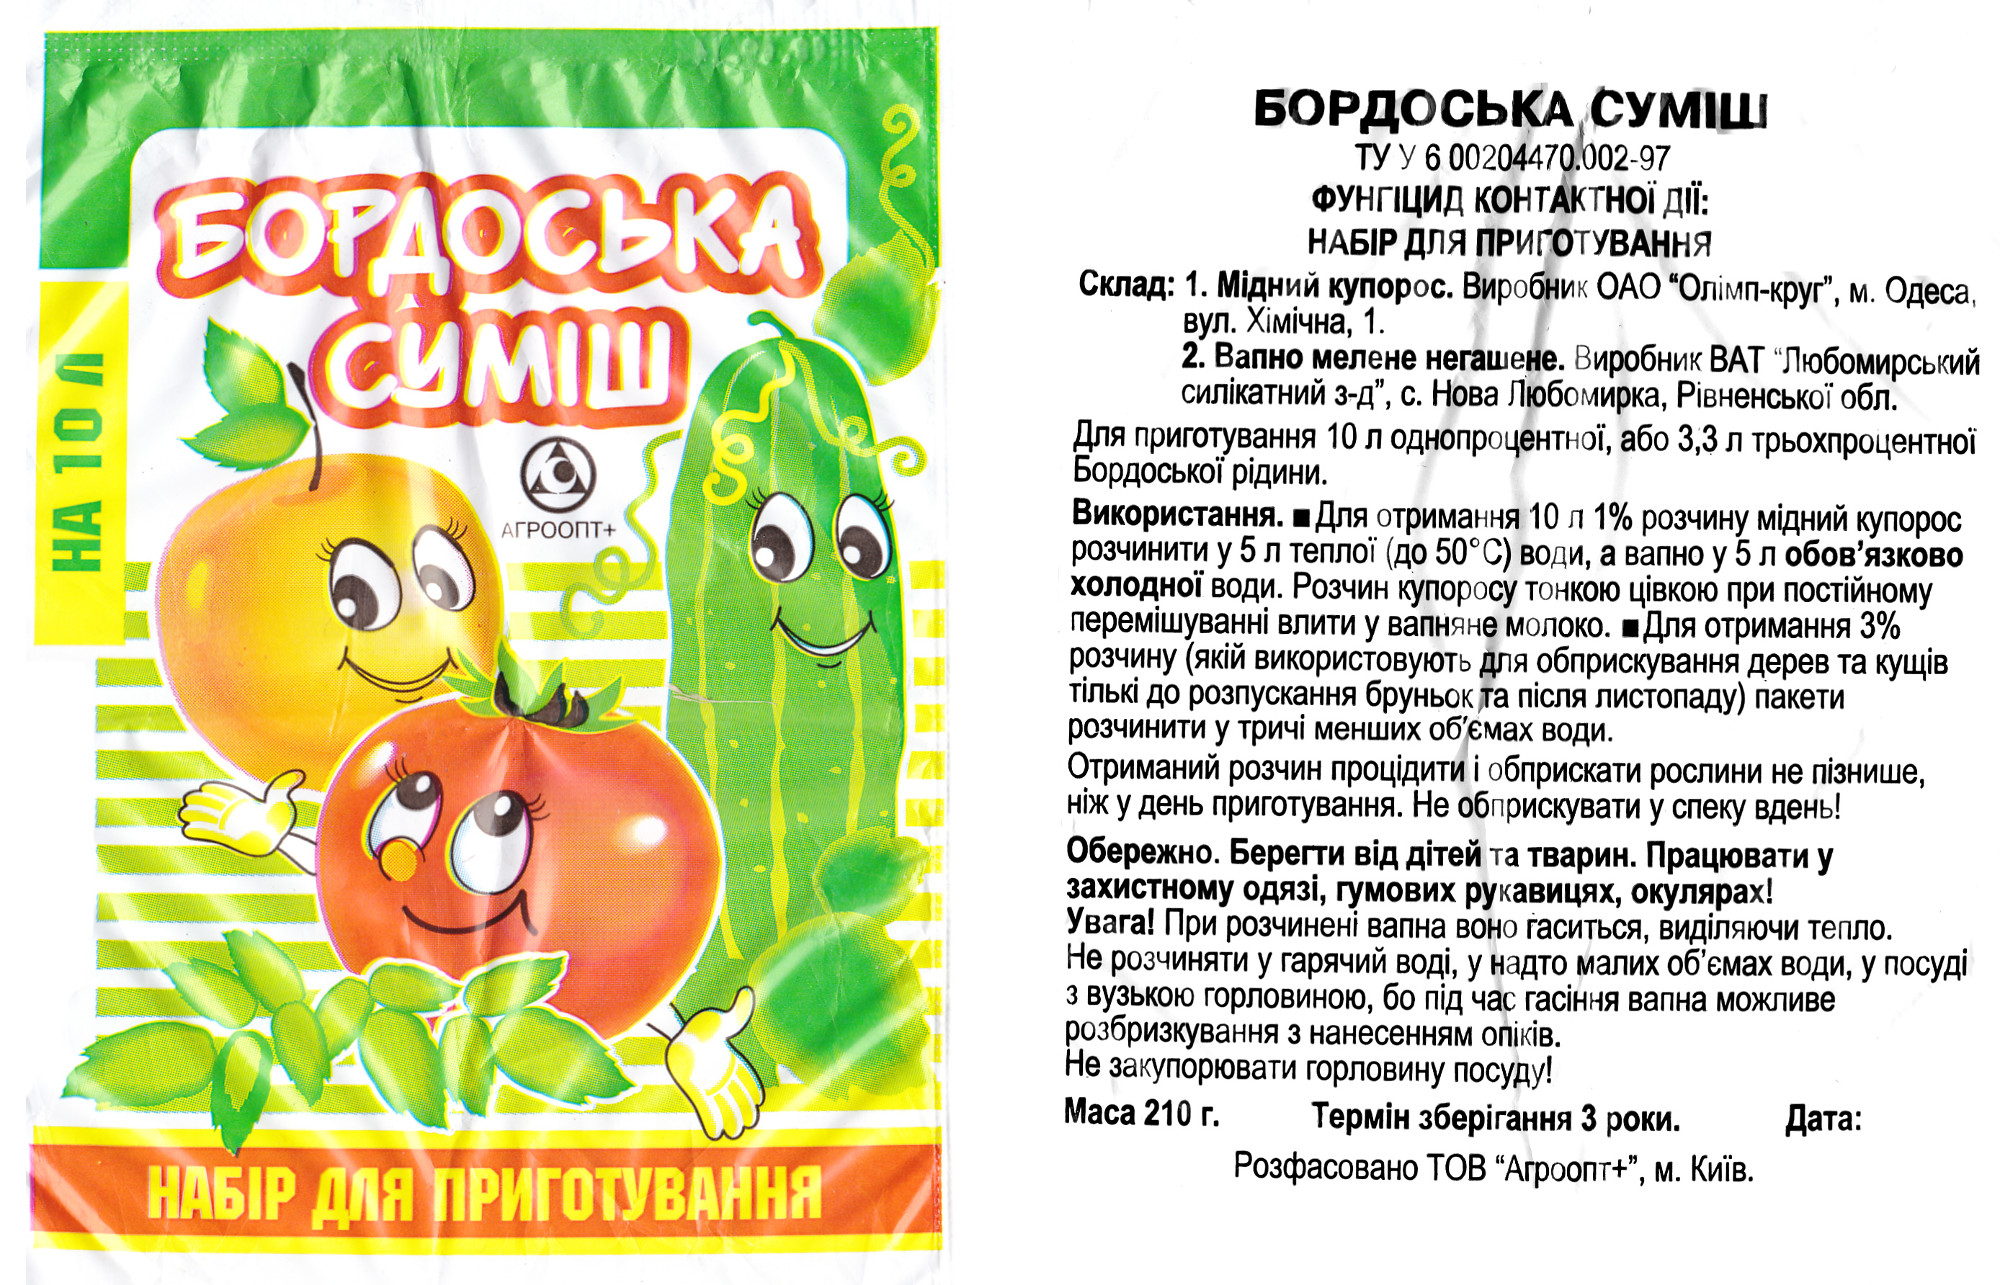 БОРДОСЬКА
СУМІШ
НА 10 Л
АГРООПТ+
НАБІР ДЛЯ ПРИГОТУВАННЯ
БОРДОСЬКА СУМІШ
ТУ У 6 00204470.002-97
ФУНГІЦИД КОНТАКТНОЇ ДІЇ:
НАБІР ДЛЯ ПРИГОТУВАННЯ
Склад: 1. Мідний купорос. Виробник ОАО “Олімп-круг”, м. Одеса,
вул. Хімічна, 1.
2. Вапно мелене негашене. Виробник ВАТ “Любомирський
силікатний з-д”, с. Нова Любомирка, Рівненської обл.
Для приготування 10 л однопроцентної, або 3,3 л трьохпроцентної
Бордоської рідини.
Використання. ■ Для отримання 10 л 1% розчину мідний купорос
розчинити у 5 л теплої (до 50°С) води, а вапно у 5 л обов’язково
холодної води. Розчин купоросу тонкою цівкою при постійному
перемішуванні влити у вапняне молоко. ■ Для отримання 3%
розчину (якій використовують для обприскування дерев та кущів
тількі до розпускання бруньок та після листопаду) пакети
розчинити у тричі менших об’ємах води.
Отриманий розчин процідити і обприскати рослини не пізнише,
ніж у день приготування. Не обприскувати у спеку вдень!
Обережно. Берегти від дітей та тварин. Працювати у
захистному одязі, гумових рукавицях, окулярах!
Увага! При розчинені вапна воно гаситься, виділяючи тепло.
Не розчиняти у гарячий воді, у надто малих об’ємах води, у посуді
з вузькою горловиною, бо під час гасіння вапна можливе
розбризкування з нанесенням опіків.
Не закупорювати горловину посуду!
Маса 210 г. Термін зберігання 3 роки. Дата:
Розфасовано ТОВ “Агроопт+”, м. Київ.